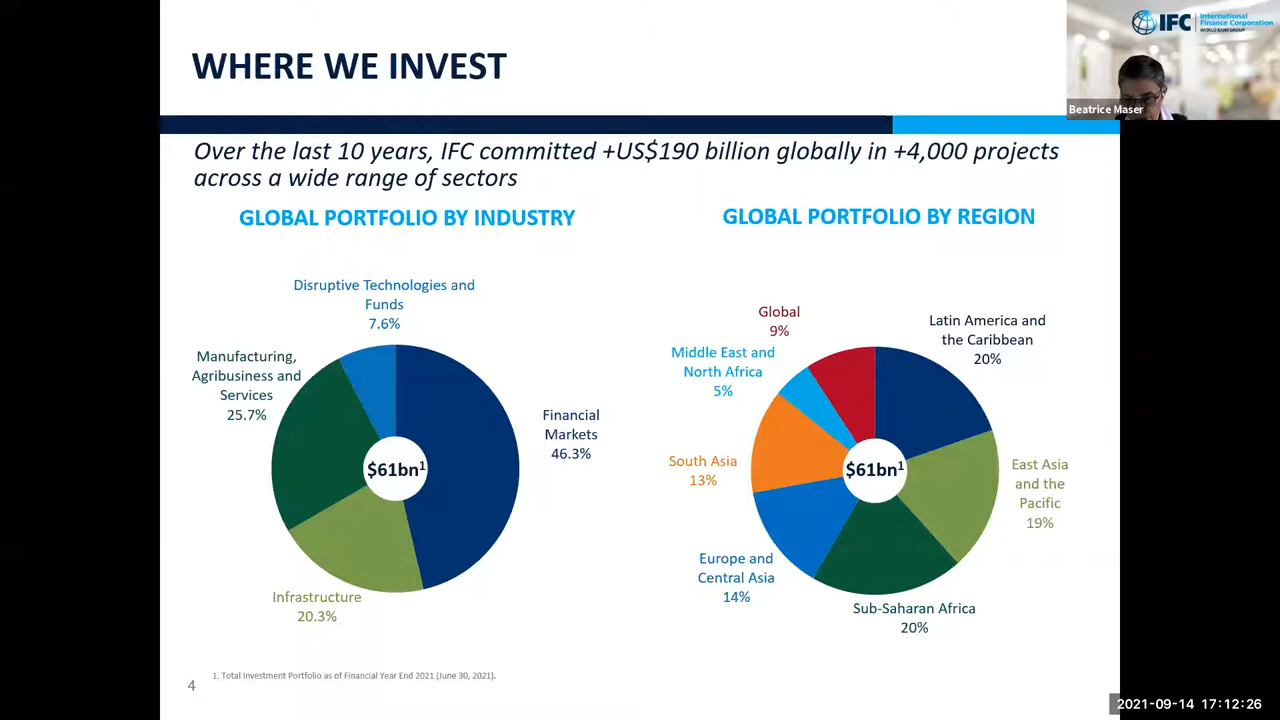 WHERE WE INVEST
IFC
International
Finance Corporation
WORLD BANK GROUP
Beatrice Maser
Over the last 10 years, IFC committed +US$190 billion globally in +4,000 projects
across a wide range of sectors
GLOBAL PORTFOLIO BY INDUSTRY
Disruptive Technologies and
Funds
7.6%
Manufacturing,
Agribusiness and
Services
25.7%
Financial
Markets
46.3%
$61bn1
Infrastructure
20.3%
GLOBAL PORTFOLIO BY REGION
Global
9%
Latin America and
the Caribbean
20%
Middle East and
North Africa
5%
South Asia
13%
$61bn1
East Asia
and the
Pacific
19%
Europe and
Central Asia
14%
Sub-Saharan Africa
20%
1. Total Investment Portfolio as of Financial Year End 2021 (June 30, 2021).
4
2021-09-14 17:12:26